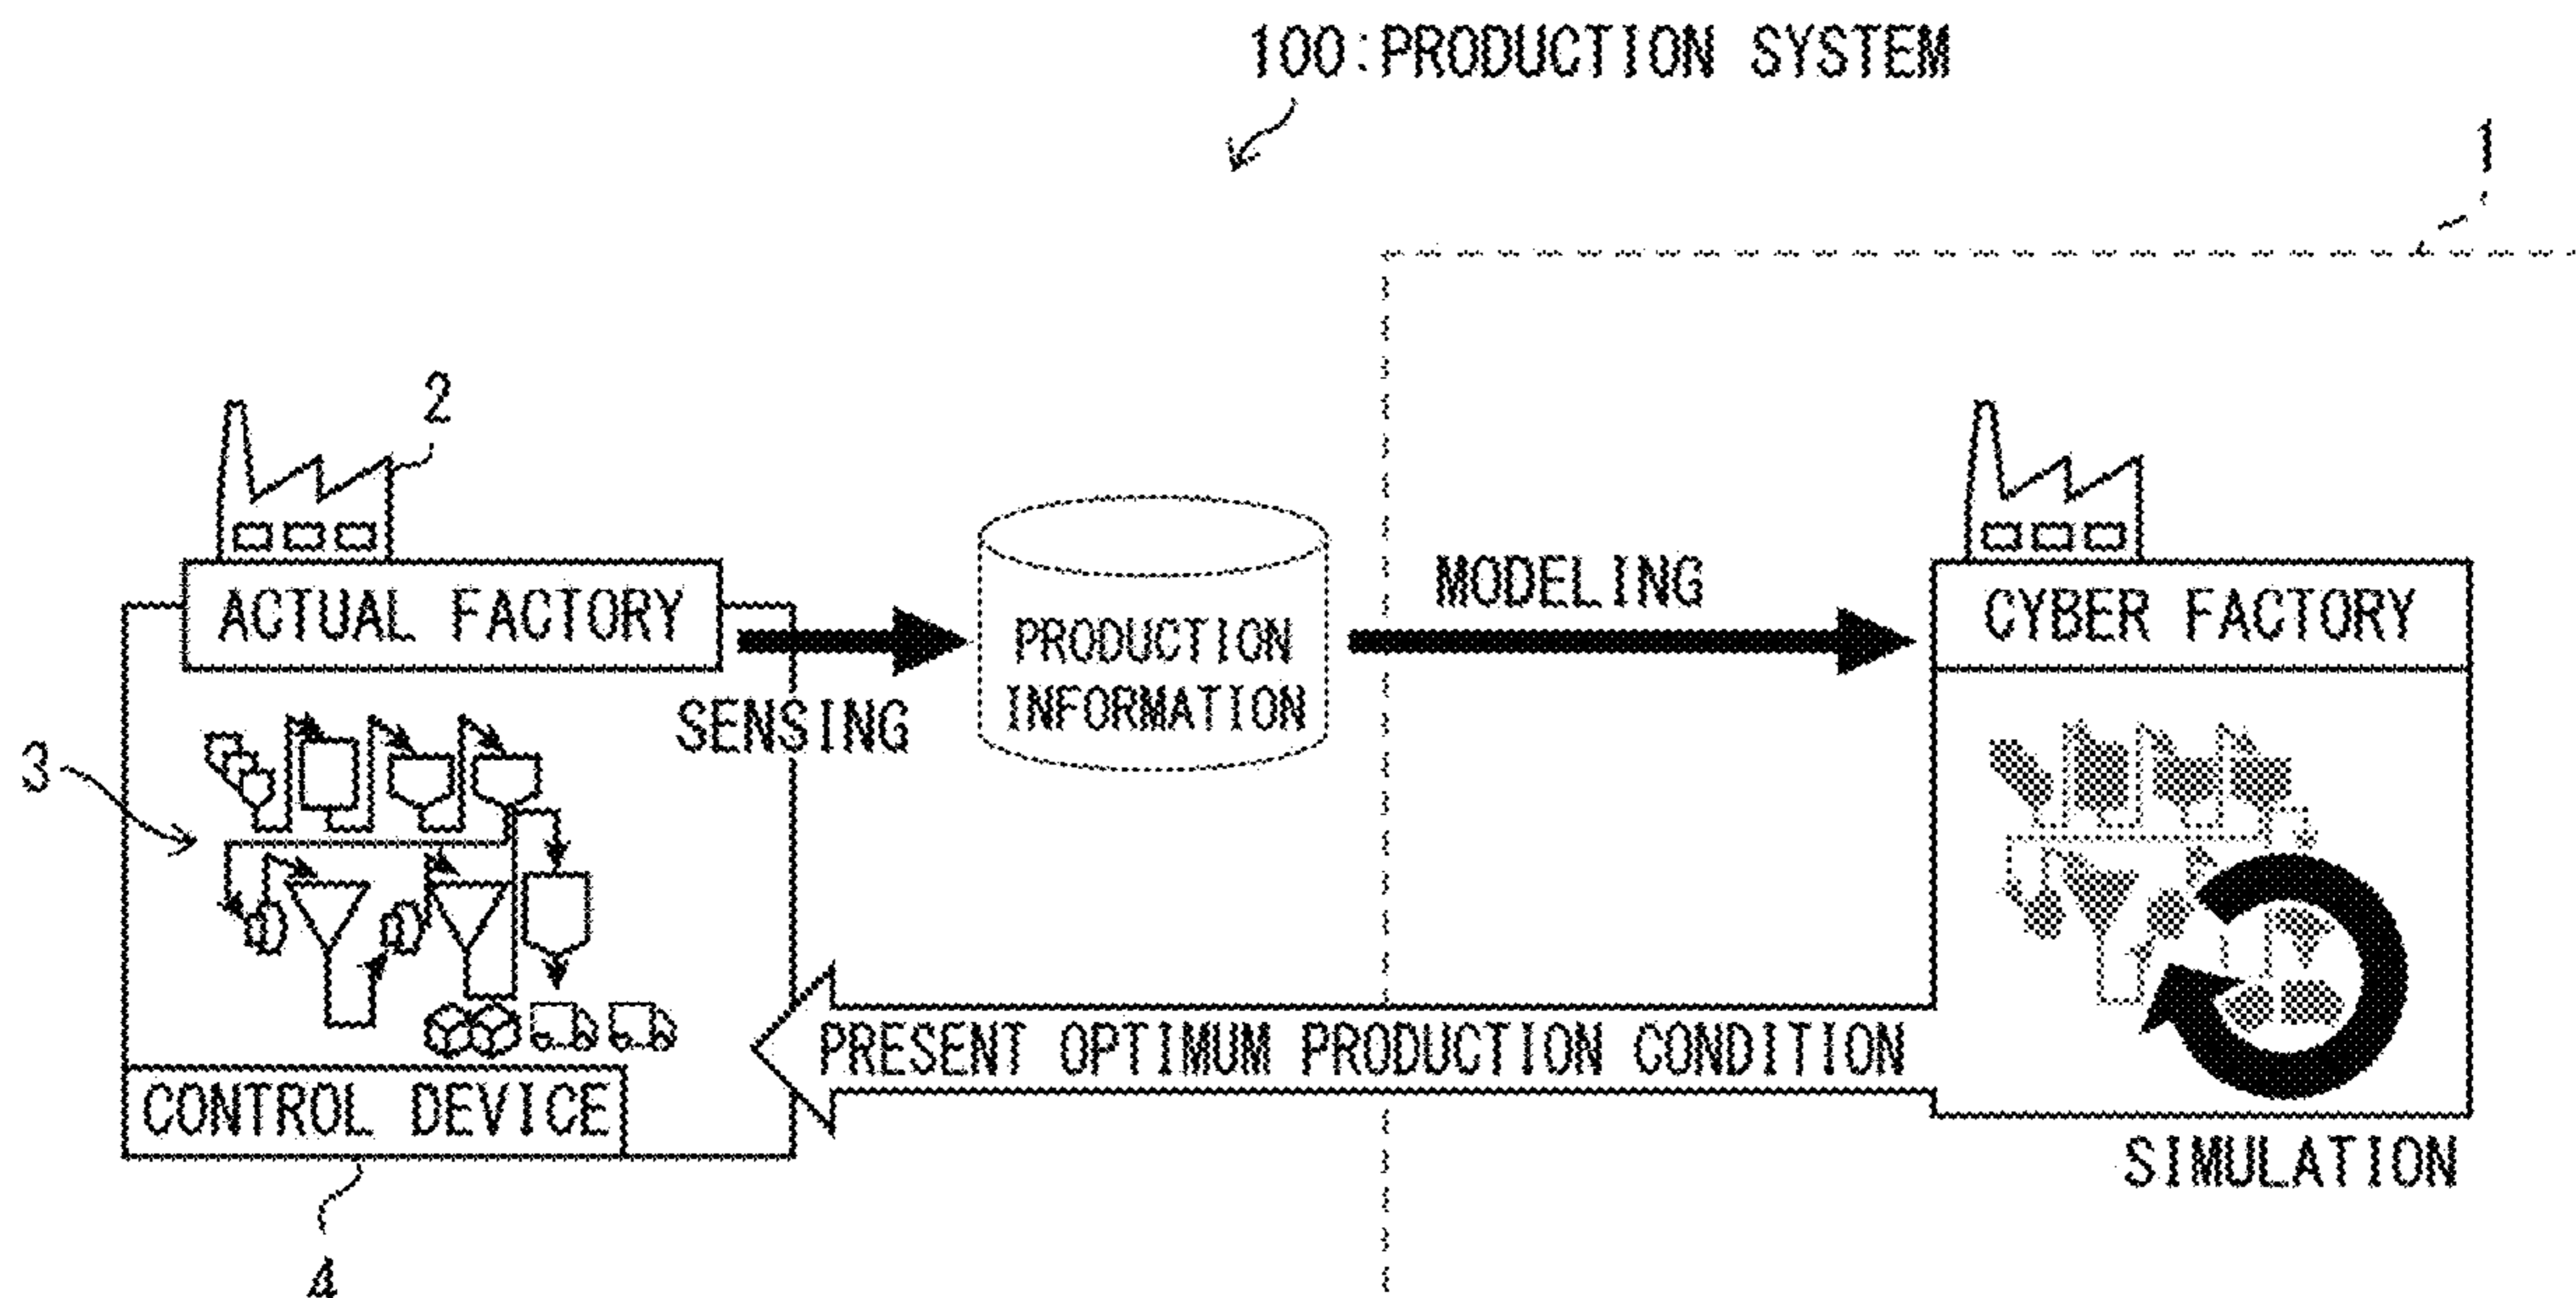 100:PRODUCTION SYSTEM
1
2
ACTUAL FACTORY
SENSING
PRODUCTION
INFORMATION
MODELING
CYBER FACTORY
3
PRESENT OPTIMUM PRODUCTION CONDITION
CONTROL DEVICE
SIMULATION
4